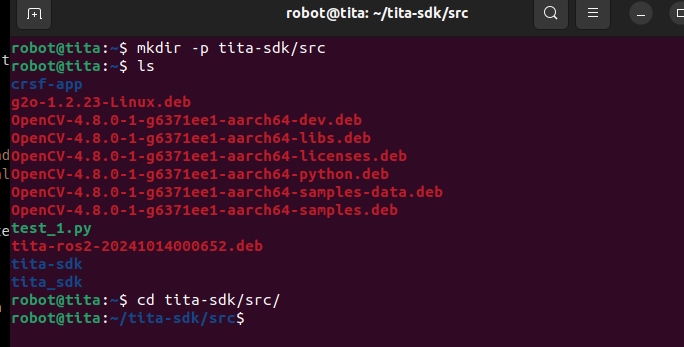 robot@tita: ~/tita-sdk/src
robot@tita:~$ mkdir -p tita-sdk/src
robot@tita:~$ ls
crsf-app
g2o-1.2.23-Linux.deb
OpenCV-4.8.0-1-g6371ee1-aarch64-dev.deb
OpenCV-4.8.0-1-g6371ee1-aarch64-libs.deb
OpenCV-4.8.0-1-g6371ee1-aarch64-licenses.deb
OpenCV-4.8.0-1-g6371ee1-aarch64-python.deb
OpenCV-4.8.0-1-g6371ee1-aarch64-samples-data.deb
OpenCV-4.8.0-1-g6371ee1-aarch64-samples.deb
test_1.py
tita-ros2-20241014000652.deb
tita-sdk
tita_sdk
robot@tita:~$ cd tita-sdk/src/
robot@tita:~/tita-sdk/src$